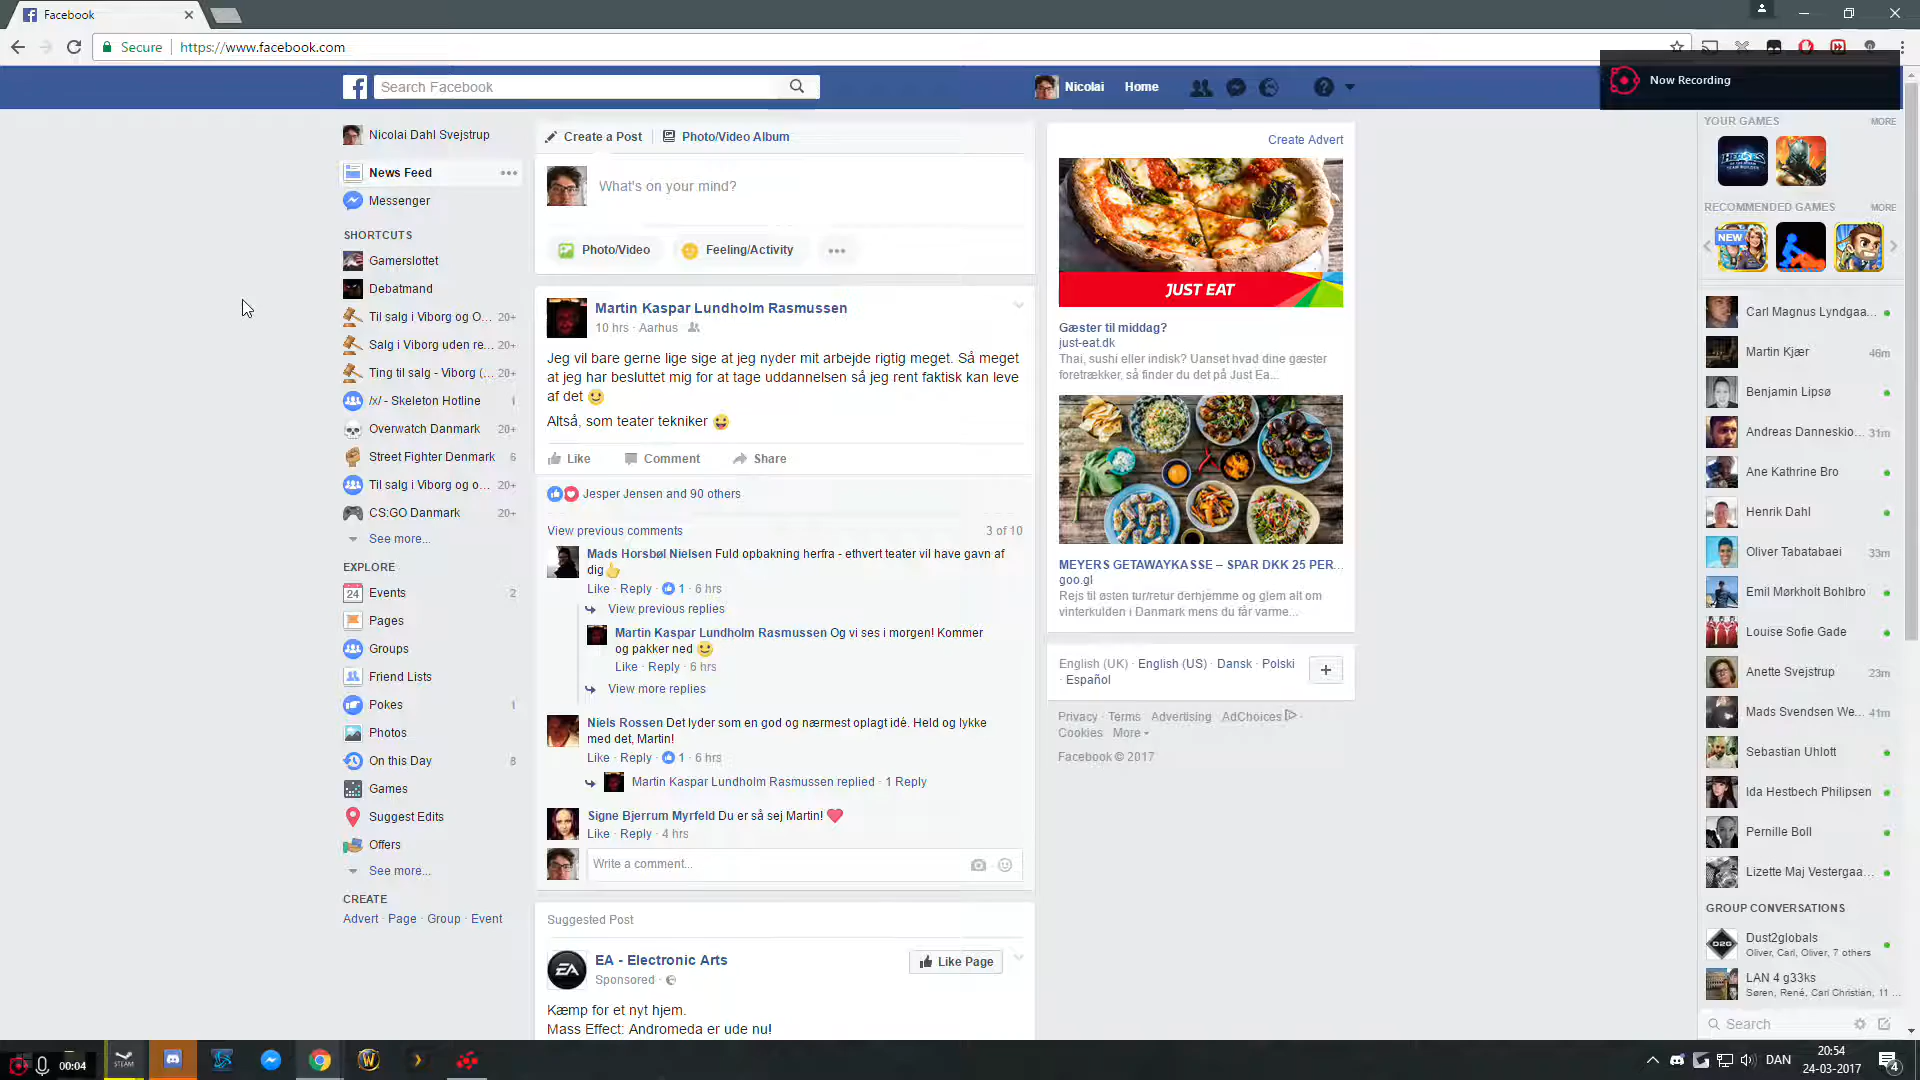 Facebook
Secure
https://www.facebook.com
Now Recording
Search Facebook
Nicolai
Home
Nicolai Dahl Svejstrup
News Feed
Messenger
SHORTCUTS
Gamerslottet
Debatmand
Til salg i Viborg og O... 20+
Salg i Viborg uden re... 20+
Ting til salg - Viborg (... 20+
/x/ - Skeleton Hotline 1
Overwatch Danmark 20+
Street Fighter Denmark 6
Til salg i Viborg og o... 20+
CS:GO Danmark 20+
See more...
EXPLORE
24 Events 2
Pages
Groups
Friend Lists
Pokes 1
Photos
On this Day 8
Games
Suggest Edits
Offers
See more...
CREATE
Advert · Page · Group · Event
Create a Post
Photo/Video Album
What's on your mind?
Photo/Video
Feeling/Activity
Martin Kaspar Lundholm Rasmussen
10 hrs · Aarhus
Jeg vil bare gerne lige sige at jeg nyder mit arbejde rigtig meget. Så meget
at jeg har besluttet mig for at tage uddannelsen så jeg rent faktisk kan leve
af det
Altså, som teater tekniker
Like Comment Share
Jesper Jensen and 90 others
View previous comments 3 of 10
Mads Horsbøl Nielsen Fuld opbakning herfra - ethvert teater vil have gavn af
dig
Like · Reply · 1 · 6 hrs
View previous replies
Martin Kaspar Lundholm Rasmussen Og vi ses i morgen! Kommer
og pakker ned
Like · Reply · 6 hrs
View more replies
Niels Rossen Det lyder som en god og nærmest oplagt idé. Held og lykke
med det, Martin!
Like · Reply · 1 · 6 hrs
Martin Kaspar Lundholm Rasmussen replied · 1 Reply
Signe Bjerrum Myrfeld Du er så sej Martin!
Like · Reply · 4 hrs
Write a comment...
Suggested Post
EA
EA - Electronic Arts
Sponsored ·
Like Page
Kæmp for et nyt hjem.
Mass Effect: Andromeda er ude nu!
Create Advert
JUST EAT
Gæster til middag?
just-eat.dk
Thai, sushi eller indisk? Uanset hvad dine gæster
foretrækker, så finder du det på Just Ea...
MEYERS GETAWAYKASSE – SPAR DKK 25 PER...
goo.gl
Rejs til østen tur/retur derhjemme og glem alt om
vinterkulden i Danmark mens du får varme...
English (UK) · English (US) · Dansk · Polski
· Español
Privacy · Terms Advertising AdChoices ·
Cookies More
Facebook © 2017
YOUR GAMES MORE
RECOMMENDED GAMES MORE
NEW
Carl Magnus Lyndgaa...
Martin Kjær 46m
Benjamin Lipsø
Andreas Danneskio... 31m
Ane Kathrine Bro
Henrik Dahl
Oliver Tabatabaei 33m
Emil Mørkholt Bohlbro
Louise Sofie Gade
Anette Svejstrup 23m
Mads Svendsen We... 41m
Sebastian Uhlott
Ida Hestbech Philipsen
Pernille Boll
Lizette Maj Vestergaa...
GROUP CONVERSATIONS
Dust2globals
Oliver, Carl, Oliver, 7 others
LAN 4 g33ks
Søren, René, Carl Christian, 11 ...
Search
00:04
STEAM
DAN
20:54
24-03-2017
4